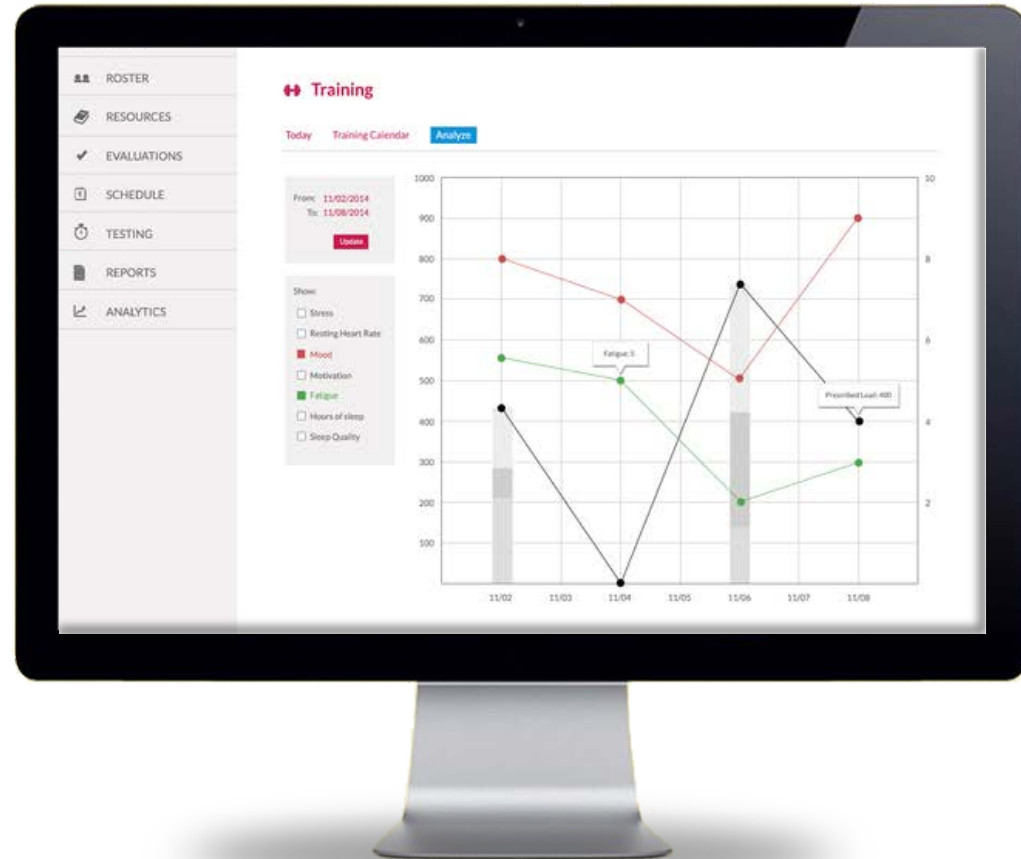 ROSTER
RESOURCES
EVALUATIONS
SCHEDULE
TESTING
REPORTS
ANALYTICS
Training
Today Training Calendar Analyze
From: 11/02/2014
To: 11/08/2014
Update
Show:
Stress
Resting Heart Rate
Mood
Motivation
Fatigue
Hours of sleep
Sleep Quality
1000
900
800
700
600
500
400
300
200
100
Fatigue: 5
Prescribed Load: 400
10
8
6
4
2
11/02 11/03 11/04 11/05 11/06 11/07 11/08